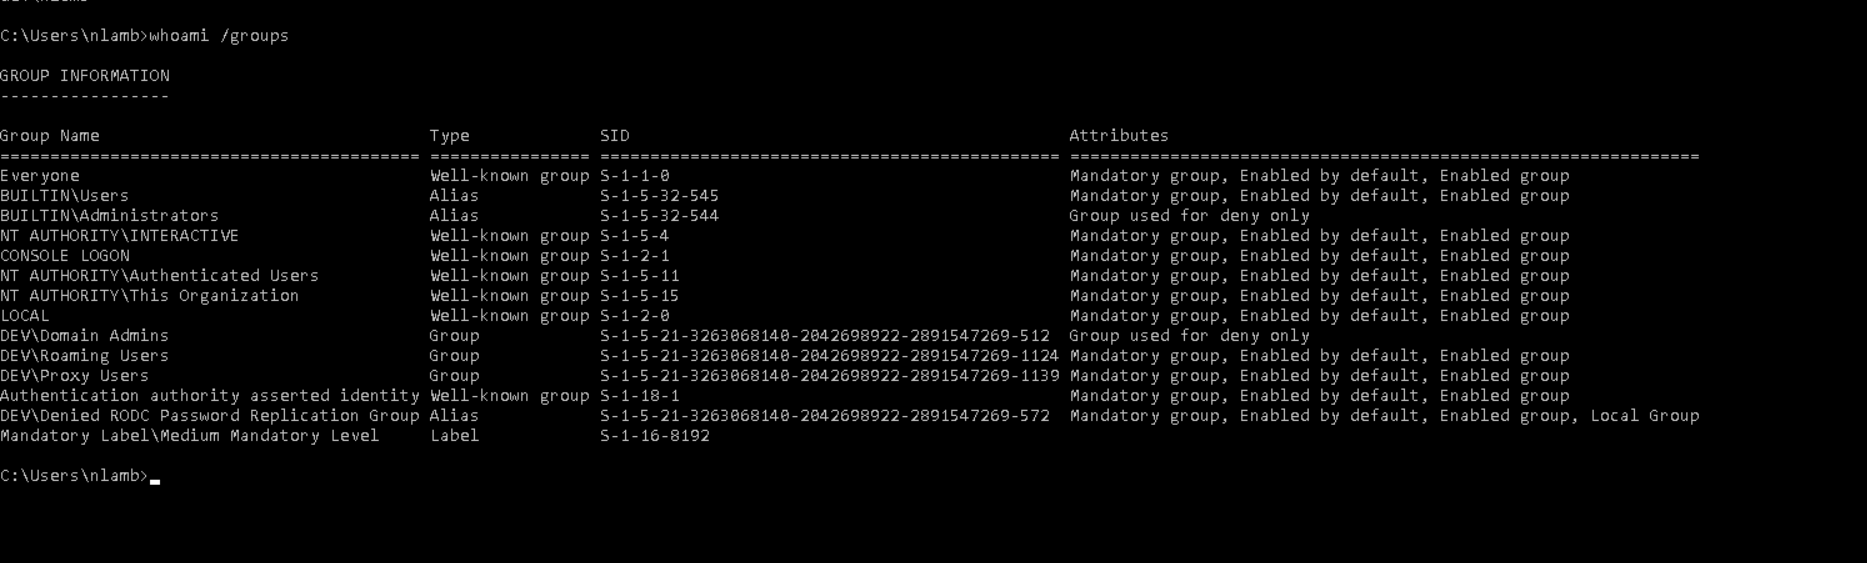 C:\Users\nlamb>whoami /groups
GROUP INFORMATION
-----------------
Group Name Type SID Attributes
========================================== ================ ============================================== ===============================================================
Everyone Well-known group S-1-1-0 Mandatory group, Enabled by default, Enabled group
BUILTIN\Users Alias S-1-5-32-545 Mandatory group, Enabled by default, Enabled group
BUILTIN\Administrators Alias S-1-5-32-544 Group used for deny only
NT AUTHORITY\INTERACTIVE Well-known group S-1-5-4 Mandatory group, Enabled by default, Enabled group
CONSOLE LOGON Well-known group S-1-2-1 Mandatory group, Enabled by default, Enabled group
NT AUTHORITY\Authenticated Users Well-known group S-1-5-11 Mandatory group, Enabled by default, Enabled group
NT AUTHORITY\This Organization Well-known group S-1-5-15 Mandatory group, Enabled by default, Enabled group
LOCAL Well-known group S-1-2-0 Mandatory group, Enabled by default, Enabled group
DEV\Domain Admins Group S-1-5-21-3263068140-2042698922-2891547269-512 Group used for deny only
DEV\Roaming Users Group S-1-5-21-3263068140-2042698922-2891547269-1124 Mandatory group, Enabled by default, Enabled group
DEV\Proxy Users Group S-1-5-21-3263068140-2042698922-2891547269-1139 Mandatory group, Enabled by default, Enabled group
Authentication authority asserted identity Well-known group S-1-18-1 Mandatory group, Enabled by default, Enabled group
DEV\Denied RODC Password Replication Group Alias S-1-5-21-3263068140-2042698922-2891547269-572 Mandatory group, Enabled by default, Enabled group, Local Group
Mandatory Label\Medium Mandatory Level Label S-1-16-8192
C:\Users\nlamb>